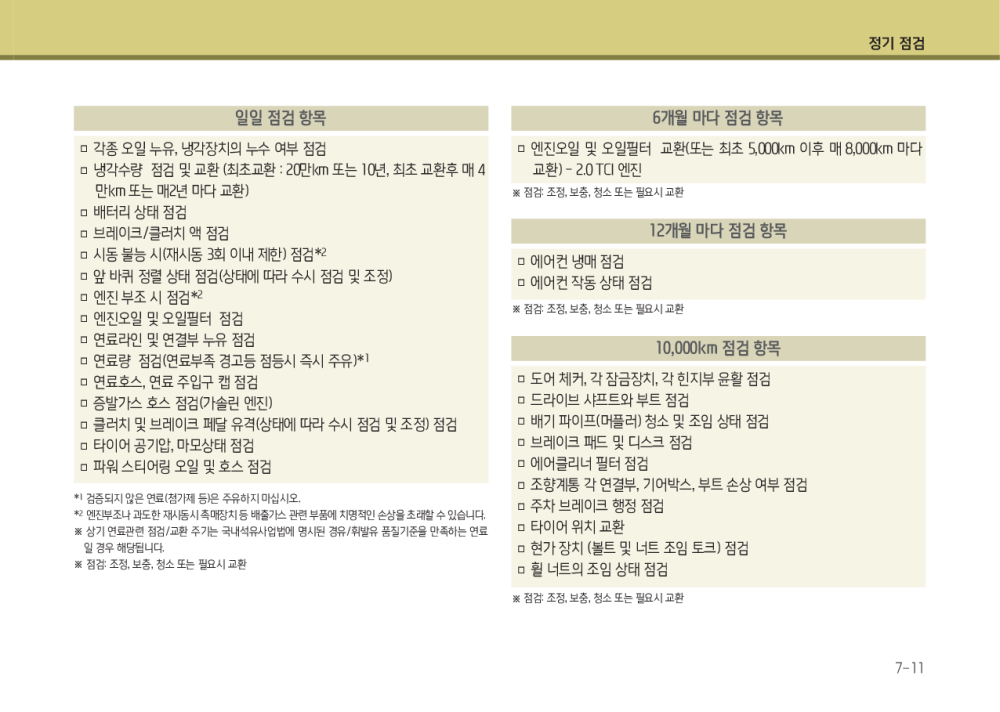 정기 점검
일일 점검 항목
□ 각종 오일 누유, 냉각장치의 누수 여부 점검
□ 냉각수량 점검 및 교환 (최초교환 : 20만km 또는 10년, 최초 교환후 매 4
만km 또는 매2년 마다 교환)
□ 배터리 상태 점검
□ 브레이크/클러치 액 점검
□ 시동 불능 시(재시동 3회 이내 제한) 점검*2
□ 앞 바퀴 정렬 상태 점검(상태에 따라 수시 점검 및 조정)
□ 엔진 부조 시 점검*2
□ 엔진오일 및 오일필터 점검
□ 연료라인 및 연결부 누유 점검
□ 연료량 점검(연료부족 경고등 점등시 즉시 주유)*1
□ 연료호스, 연료 주입구 캡 점검
□ 증발가스 호스 점검(가솔린 엔진)
□ 클러치 및 브레이크 페달 유격(상태에 따라 수시 점검 및 조정) 점검
□ 타이어 공기압, 마모상태 점검
□ 파워 스티어링 오일 및 호스 점검
*1 검증되지 않은 연료(첨가제 등)은 주유하지 마십시오.
*2 엔진부조나 과도한 재시동시 촉매장치 등 배출가스 관련 부품에 치명적인 손상을 초래할 수 있습니다.
※ 상기 연료관련 점검/교환 주기는 국내석유사업법에 명시된 경유/휘발유 품질기준을 만족하는 연료
일 경우 해당됩니다.
※ 점검: 조정, 보충, 청소 또는 필요시 교환
6개월 마다 점검 항목
□ 엔진오일 및 오일필터 교환(또는 최초 5,000km 이후 매 8,000km 마다
교환) - 2.0 TCI 엔진
※ 점검: 조정, 보충, 청소 또는 필요시 교환
12개월 마다 점검 항목
□ 에어컨 냉매 점검
□ 에어컨 작동 상태 점검
※ 점검: 조정, 보충, 청소 또는 필요시 교환
10,000km 점검 항목
□ 도어 체커, 각 잠금장치, 각 힌지부 윤활 점검
□ 드라이브 샤프트와 부트 점검
□ 배기 파이프(머플러) 청소 및 조임 상태 점검
□ 브레이크 패드 및 디스크 점검
□ 에어클리너 필터 점검
□ 조향계통 각 연결부, 기어박스, 부트 손상 여부 점검
□ 주차 브레이크 행정 점검
□ 타이어 위치 교환
□ 현가 장치 (볼트 및 너트 조임 토크) 점검
□ 휠 너트의 조임 상태 점검
※ 점검: 조정, 보충, 청소 또는 필요시 교환
7-11